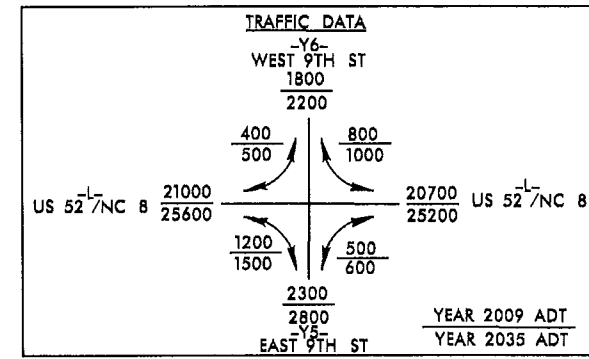 TRAFFIC DATA
-Y6-
WEST 9TH ST
1800
2200
400
500
800
1000
US 52 -L- /NC 8
21000
25600
20700
25200
US 52 -L- /NC 8
1200
1500
500
600
2300
2800
-Y5-
EAST 9TH ST
YEAR 2009 ADT
YEAR 2035 ADT